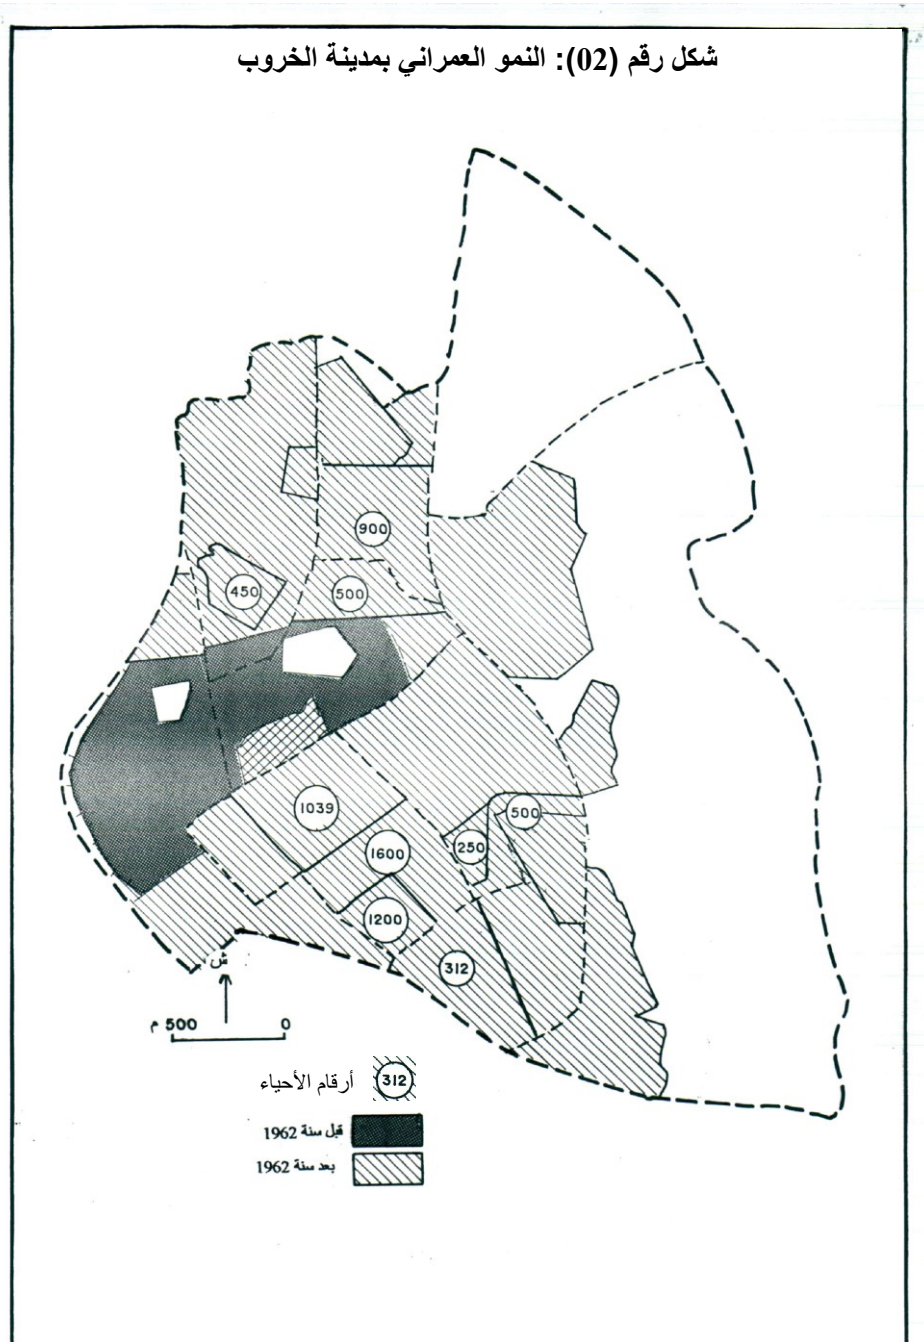 شكل رقم (02): النمو العمراني بمدينة الخروب
900
450
500
1039
500
250
1600
1200
312
ش
500 م
0
312 أرقام الأحياء
قبل سنة 1962
بعد سنة 1962